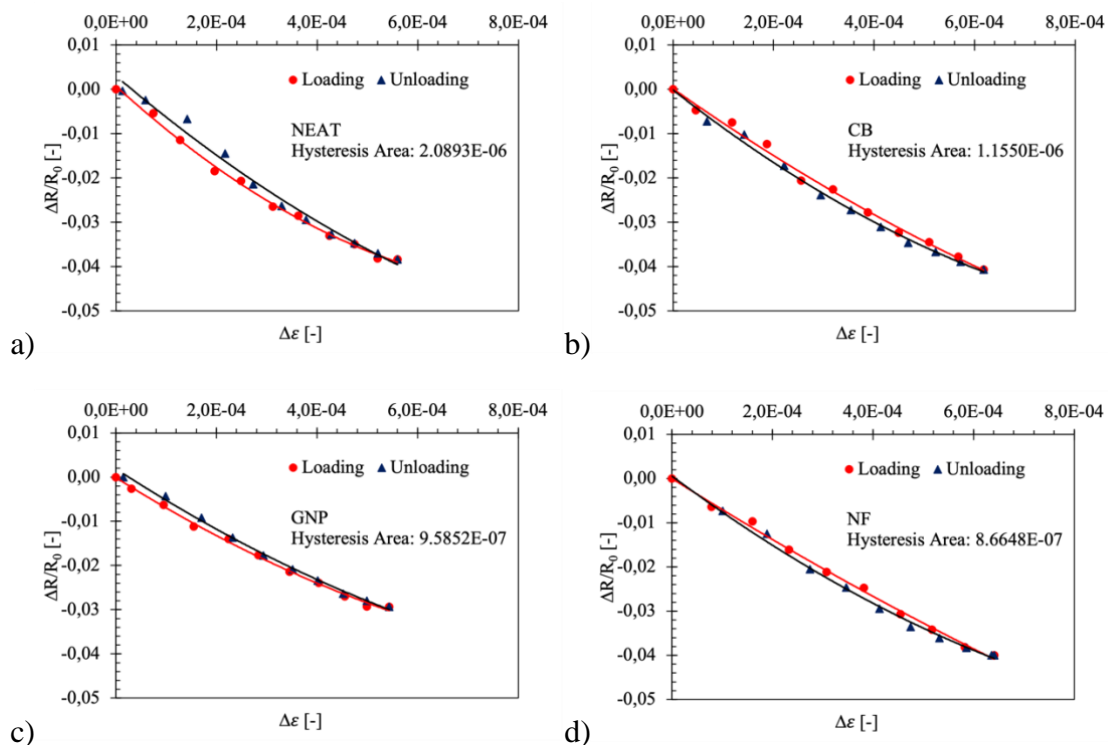 0,0E+00 2,0E-04 4,0E-04 6,0E-04 8,0E-04
0,01
0,00
-0,01
-0,02
-0,03
-0,04
-0,05
ΔR/R₀ [-]
Loading Unloading
NEAT
Hysteresis Area: 2.0893E-06
Δε [-]
a)
0,0E+00 2,0E-04 4,0E-04 6,0E-04 8,0E-04
0,01
0,00
-0,01
-0,02
-0,03
-0,04
-0,05
ΔR/R₀ [-]
Loading Unloading
CB
Hysteresis Area: 1.1550E-06
Δε [-]
b)
0,0E+00 2,0E-04 4,0E-04 6,0E-04 8,0E-04
0,01
0,00
-0,01
-0,02
-0,03
-0,04
-0,05
ΔR/R₀ [-]
Loading Unloading
GNP
Hysteresis Area: 9.5852E-07
Δε [-]
c)
0,0E+00 2,0E-04 4,0E-04 6,0E-04 8,0E-04
0,01
0,00
-0,01
-0,02
-0,03
-0,04
-0,05
ΔR/R₀ [-]
Loading Unloading
NF
Hysteresis Area: 8.6648E-07
Δε [-]
d)